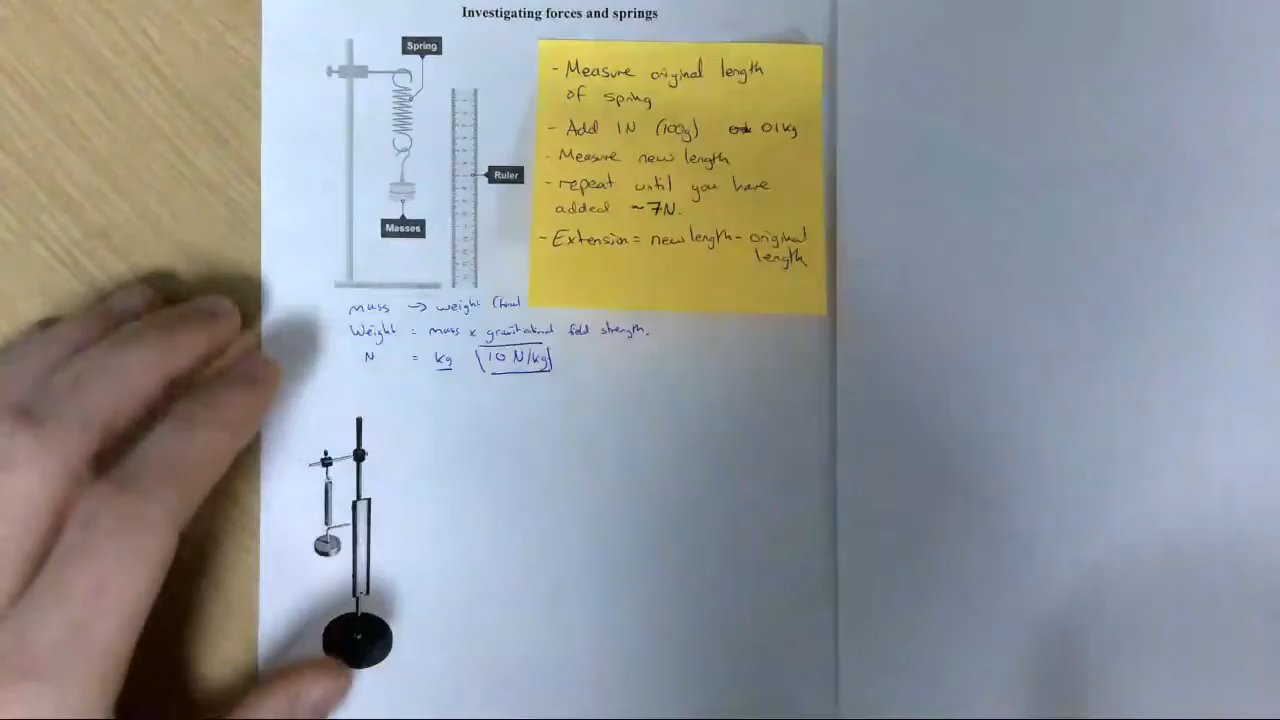 Investigating forces and springs
Spring
Ruler
Masses
- Measure original length
of spring
- Add 1N (100g) 01kg
- Measure new length
- repeat until you have
added ~7N.
- Extension = new length - original
length
mass → weight
Weight = mass x gravitational field strength.
N = kg (10 N/kg)